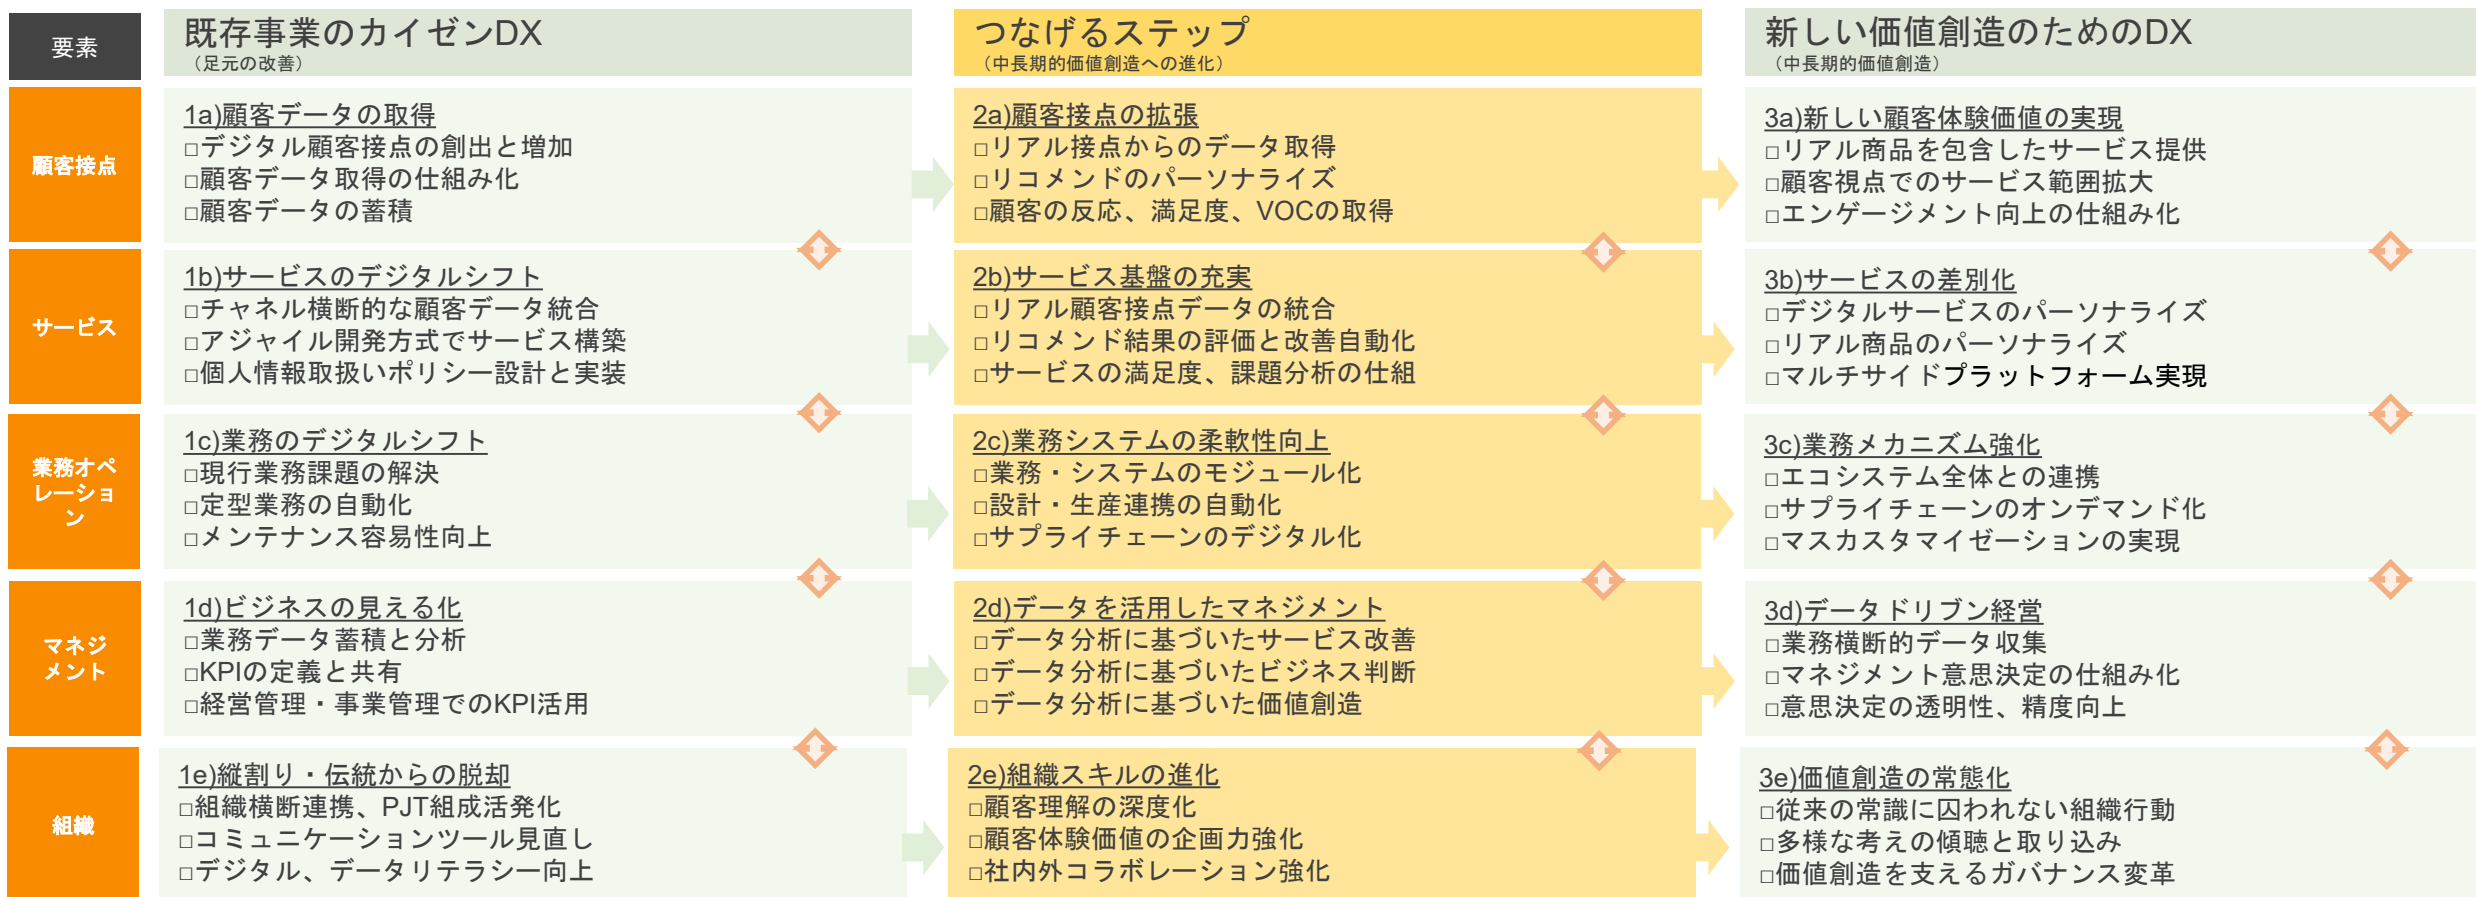 要素
既存事業のカイゼンDX
（足元の改善）
つなげるステップ
（中長期的価値創造への進化）
新しい価値創造のためのDX
（中長期的価値創造）
顧客接点
1a)顧客データの取得
□デジタル顧客接点の創出と増加
□顧客データ取得の仕組み化
□顧客データの蓄積
2a)顧客接点の拡張
□リアル接点からのデータ取得
□リコメンドのパーソナライズ
□顧客の反応、満足度、VOCの取得
3a)新しい顧客体験価値の実現
□リアル商品を包含したサービス提供
□顧客視点でのサービス範囲拡大
□エンゲージメント向上の仕組み化
サービス
1b)サービスのデジタルシフト
□チャネル横断的な顧客データ統合
□アジャイル開発方式でサービス構築
□個人情報取扱いポリシー設計と実装
2b)サービス基盤の充実
□リアル顧客接点データの統合
□リコメンド結果の評価と改善自動化
□サービスの満足度、課題分析の仕組
3b)サービスの差別化
□デジタルサービスのパーソナライズ
□リアル商品のパーソナライズ
□マルチサイドプラットフォーム実現
業務オペ
レーショ
ン
1c)業務のデジタルシフト
□現行業務課題の解決
□定型業務の自動化
□メンテナンス容易性向上
2c)業務システムの柔軟性向上
□業務・システムのモジュール化
□設計・生産連携の自動化
□サプライチェーンのデジタル化
3c)業務メカニズム強化
□エコシステム全体との連携
□サプライチェーンのオンデマンド化
□マスカスタマイゼーションの実現
マネジ
メント
1d)ビジネスの見える化
□業務データ蓄積と分析
□KPIの定義と共有
□経営管理・事業管理でのKPI活用
2d)データを活用したマネジメント
□データ分析に基づいたサービス改善
□データ分析に基づいたビジネス判断
□データ分析に基づいた価値創造
3d)データドリブン経営
□業務横断的データ収集
□マネジメント意思決定の仕組み化
□意思決定の透明性、精度向上
組織
1e)縦割り・伝統からの脱却
□組織横断連携、PJT組成活発化
□コミュニケーションツール見直し
□デジタル、データリテラシー向上
2e)組織スキルの進化
□顧客理解の深度化
□顧客体験価値の企画力強化
□社内外コラボレーション強化
3e)価値創造の常態化
□従来の常識に囚われない組織行動
□多様な考えの傾聴と取り込み
□価値創造を支えるガバナンス変革